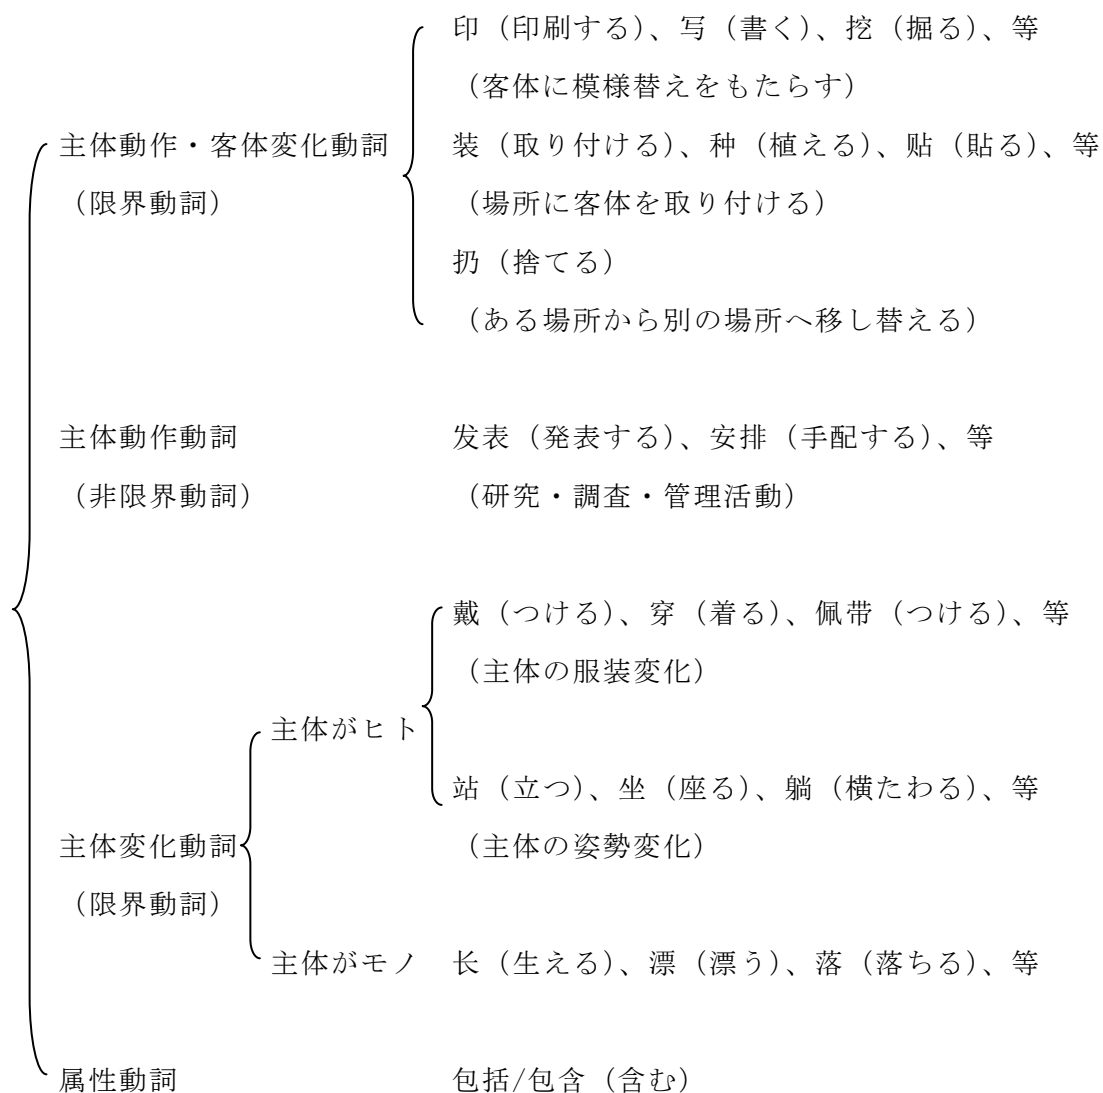 印（印刷する）、写（書く）、挖（掘る）、等
（客体に模様替えをもたらす）
主体動作・客体変化動詞　装（取り付ける）、种（植える）、贴（貼る）、等
（限界動詞）　（場所に客体を取り付ける）
扔（捨てる）
（ある場所から別の場所へ移し替える）
主体動作動詞　发表（発表する）、安排（手配する）、等
（非限界動詞）　（研究・調査・管理活動）
戴（つける）、穿（着る）、佩带（つける）、等
（主体の服装変化）
主体がヒト
站（立つ）、坐（座る）、躺（横たわる）、等
主体変化動詞　（主体の姿勢変化）
（限界動詞）
主体がモノ　长（生える）、漂（漂う）、落（落ちる）、等
属性動詞　包括/包含（含む）